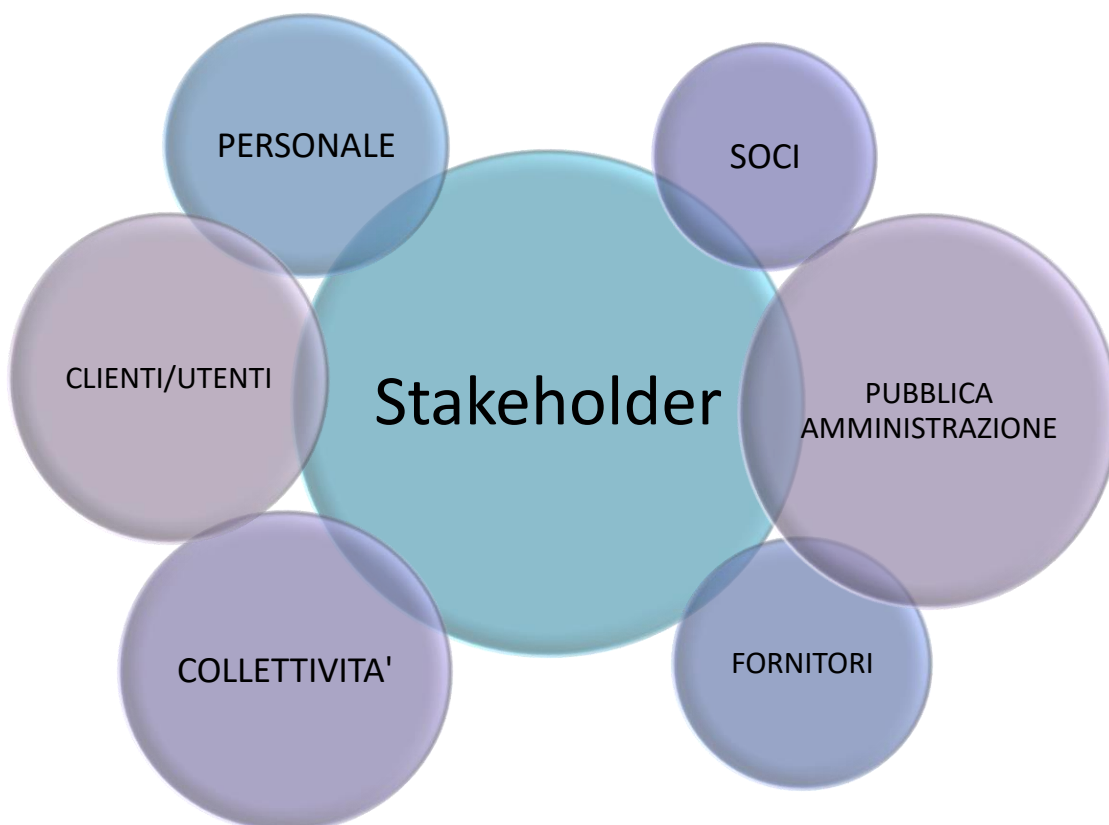 PERSONALE
SOCI
CLIENTI/UTENTI
Stakeholder
PUBBLICA
AMMINISTRAZIONE
COLLETTIVITA'
FORNITORI